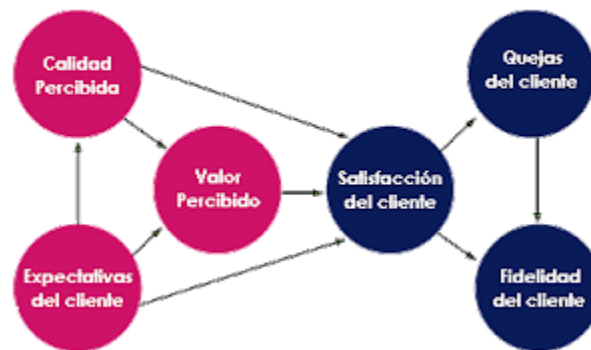 Calidad
Percibida
Quejas
del cliente
Valor
Percibido
Satisfacción
del cliente
Expectativas
del cliente
Fidelidad
del cliente